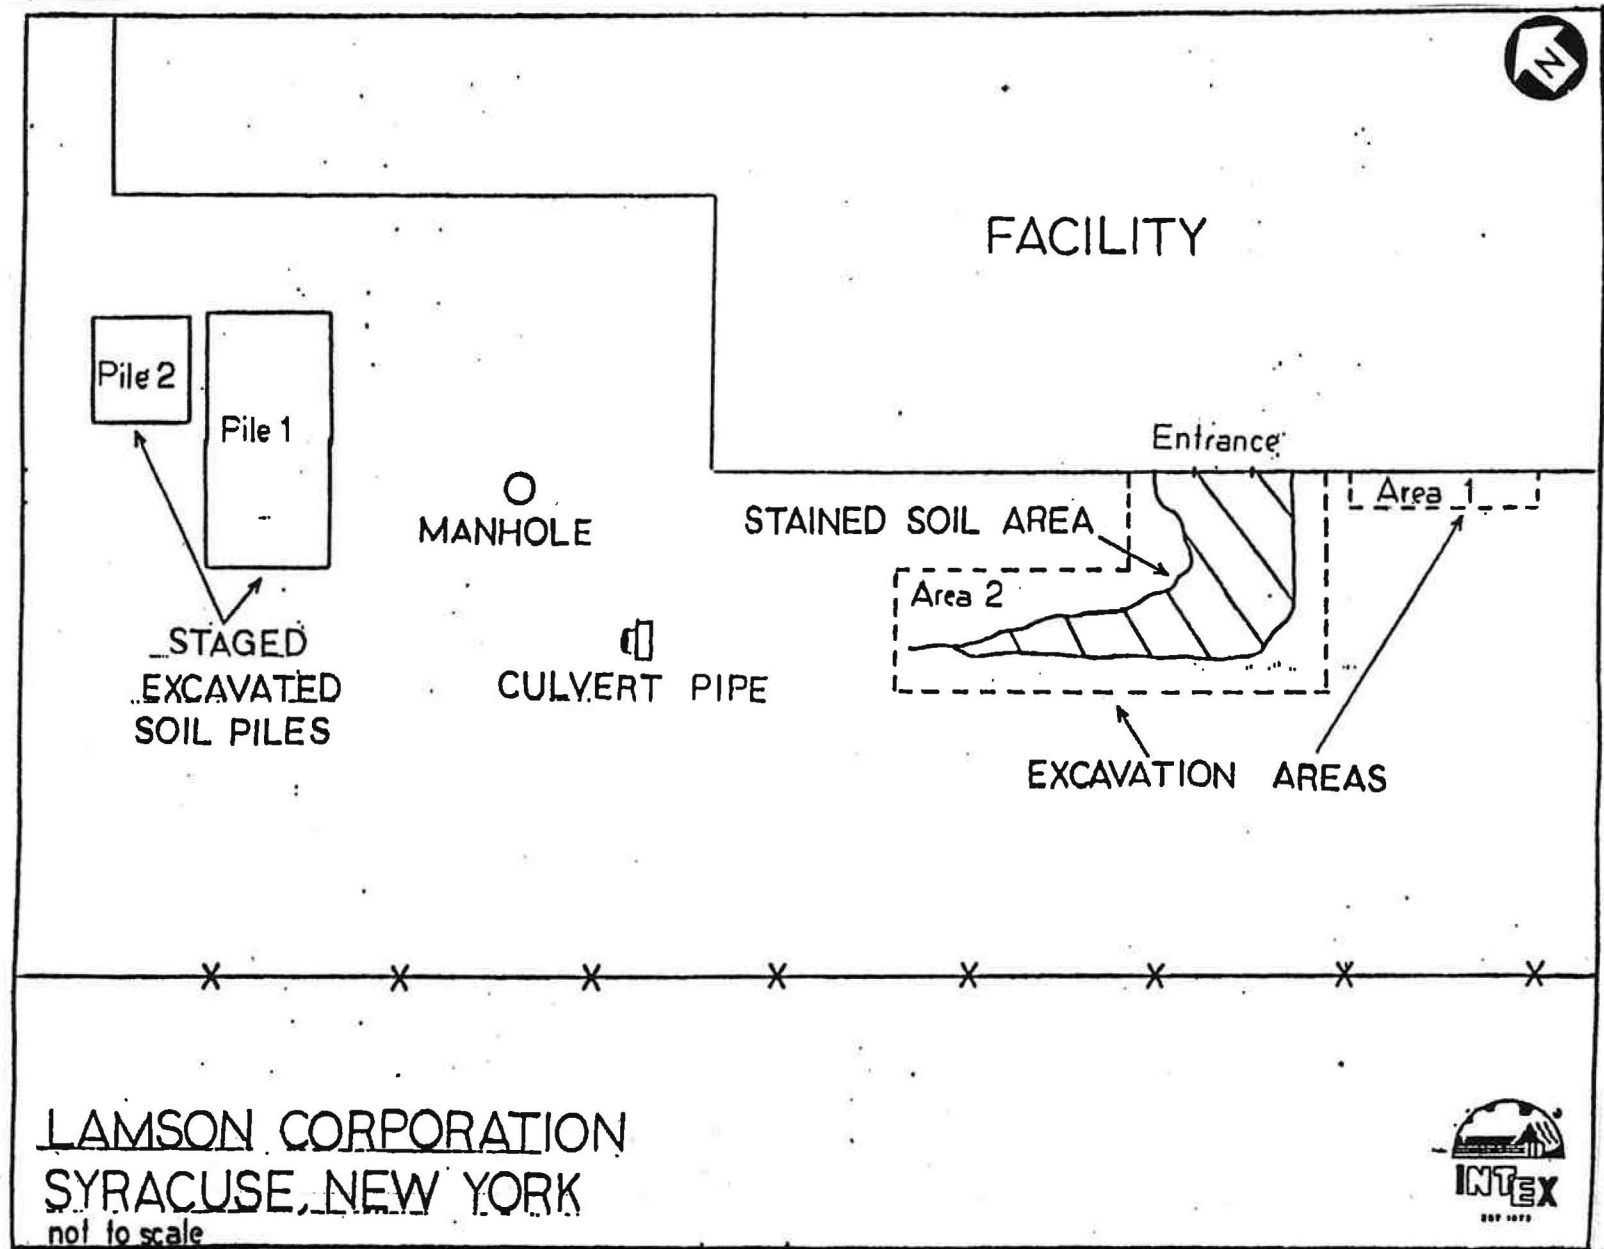 N
FACILITY
Pile 2
Pile 1
Entrance
Area 1
MANHOLE
STAINED SOIL AREA
Area 2
STAGED
EXCAVATED
SOIL PILES
CULVERT PIPE
EXCAVATION AREAS
LAMSON CORPORATION
SYRACUSE, NEW YORK
not to scale
INTEX